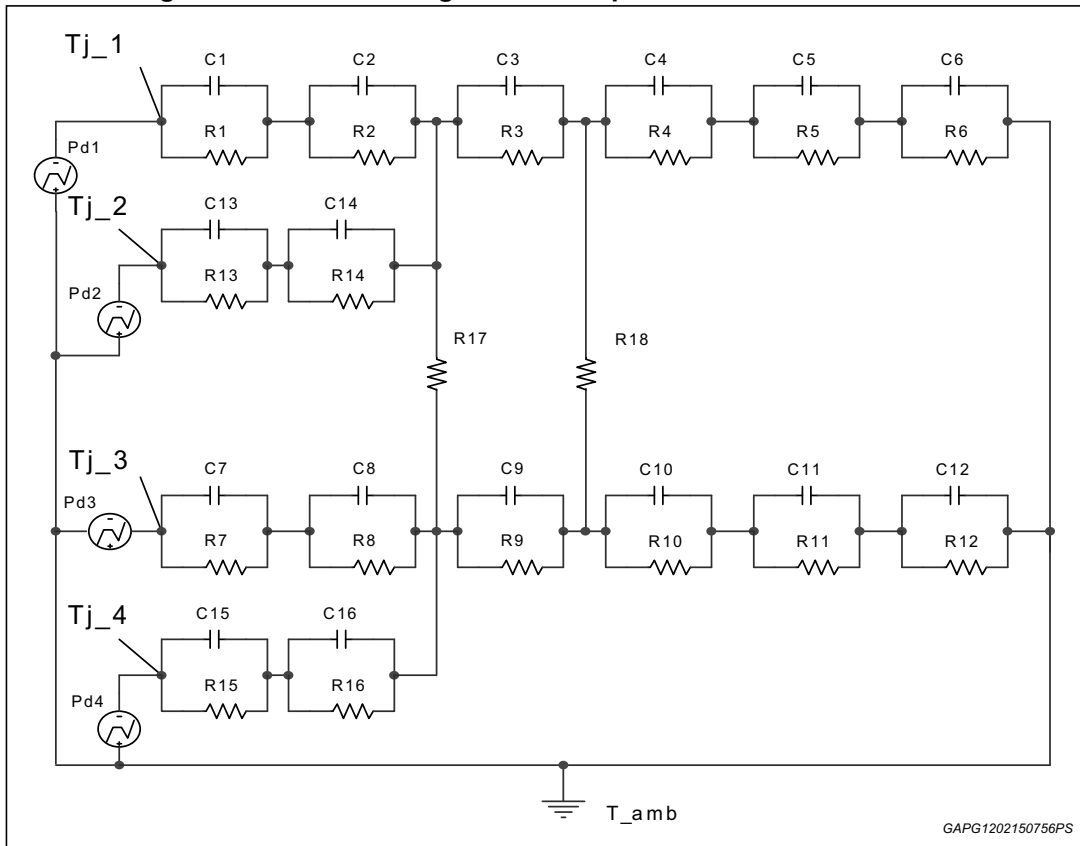 Tj_1
C1 C2 C3 C4 C5 C6
R1 R2 R3 R4 R5 R6
Pd1
Tj_2
C13 C14
R13 R14
Pd2
R17 R18
Tj_3
C7 C8 C9 C10 C11 C12
Pd3
R7 R8 R9 R10 R11 R12
Tj_4
C15 C16
R15 R16
Pd4
T_amb
GAPG1202150756PS